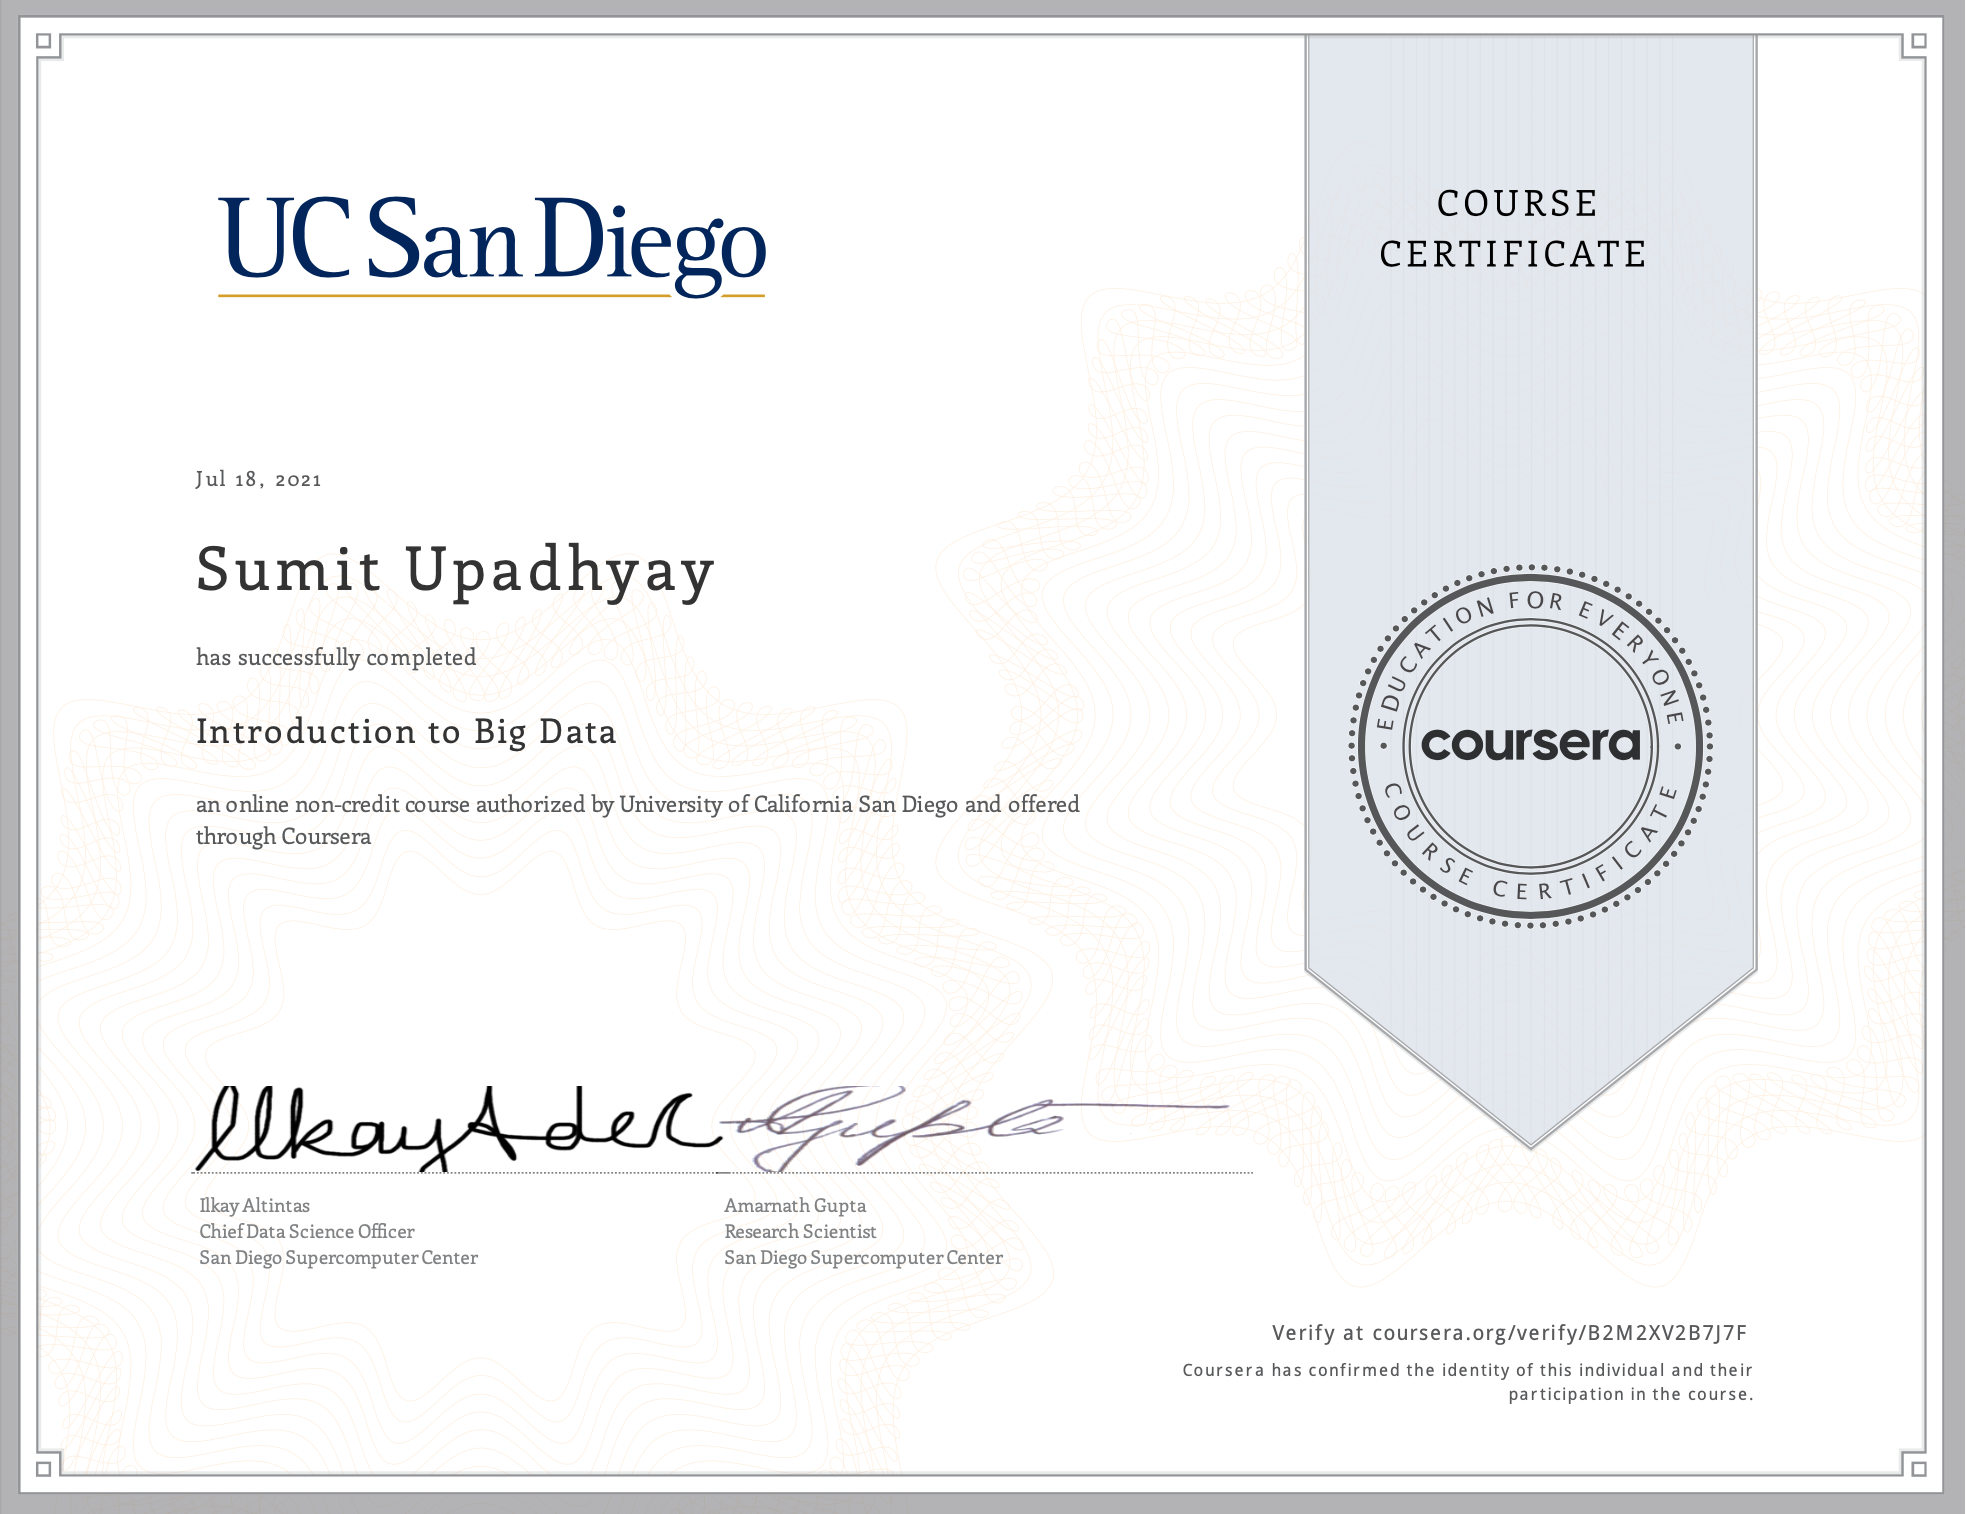 UC San Diego
COURSE
CERTIFICATE
Jul 18, 2021
Sumit Upadhyay
has successfully completed
Introduction to Big Data
an online non-credit course authorized by University of California San Diego and offered
through Coursera
EDUCATION FOR EVERYONE
coursera
COURSE CERTIFICATE
Ilkay Altintas
Chief Data Science Officer
San Diego Supercomputer Center
Amarnath Gupta
Research Scientist
San Diego Supercomputer Center
Verify at coursera.org/verify/B2M2XV2B7J7F
Coursera has confirmed the identity of this individual and their
participation in the course.